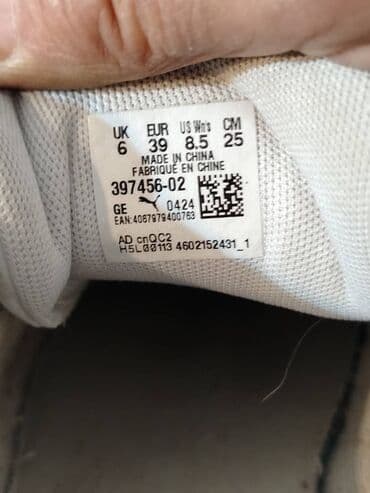 UK EUR US Wn's CM
6 39 8.5 25
MADE IN CHINA
FABRIQUÉ EN CHINE
397456-02
GE 0424
EAN:4067979400763
AD cnQC2
H5L00113 4602152431_1